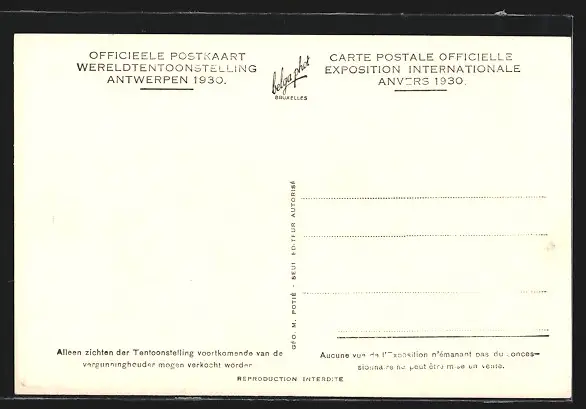 OFFICIEELE POSTKAART
WERELDTENTOONSTELLING
ANTWERPEN 1930.
belga phot
BRUXELLES
CARTE POSTALE OFFICIELLE
EXPOSITION INTERNATIONALE
ANVERS 1930.
GÉO. M. POTIÉ - SEUL EDITEUR AUTORISÉ
Alleen zichten der Tentoonstelling voortkomende van de
vergunninghouder mogen verkocht worden
Aucune vue de l'Exposition n'émanant pas du conces-
sionnaire ne peut être mise en vente.
REPRODUCTION INTERDITE